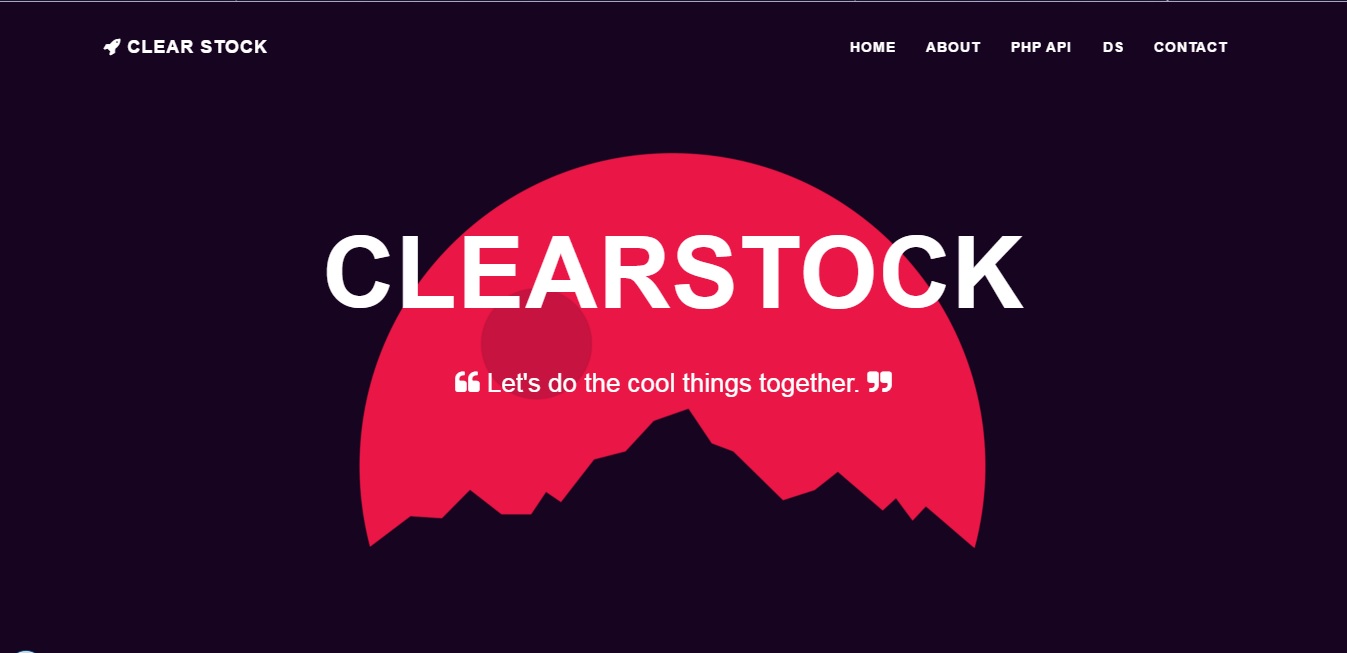 CLEAR STOCK
HOME ABOUT PHP API DS CONTACT
CLEARSTOCK
❝ Let's do the cool things together. ❞